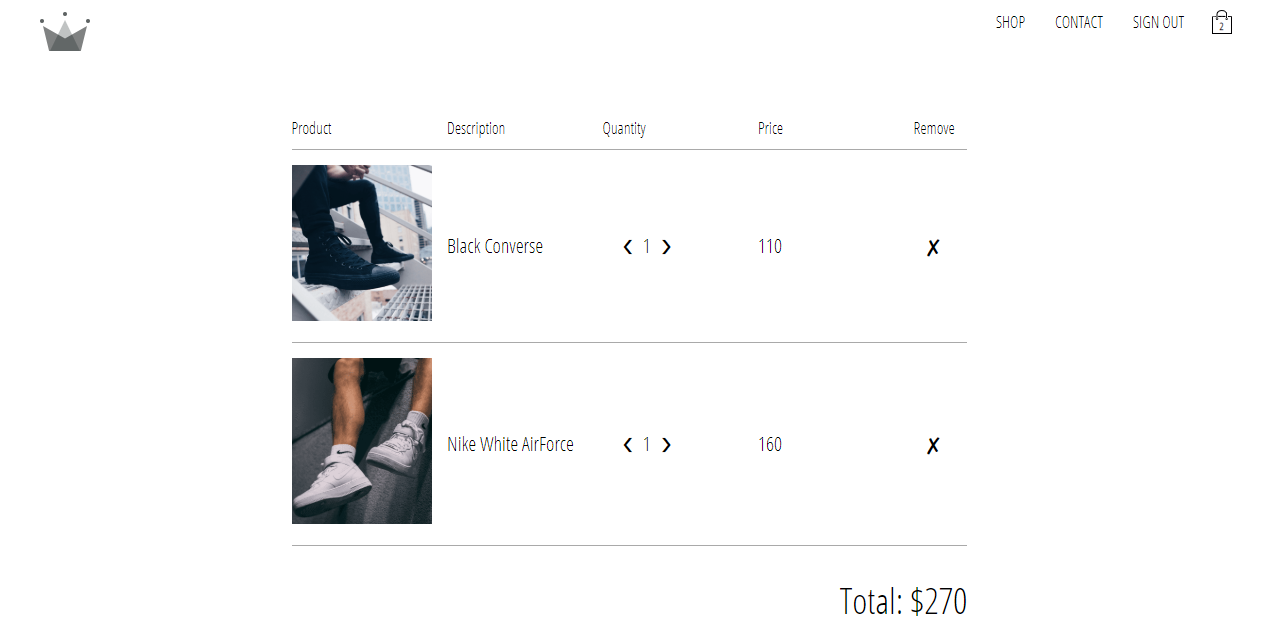 SHOP CONTACT SIGN OUT 2
Product Description Quantity Price Remove
Black Converse ❮ 1 ❯ 110 ✗
Nike White AirForce ❮ 1 ❯ 160 ✗
Total: $270